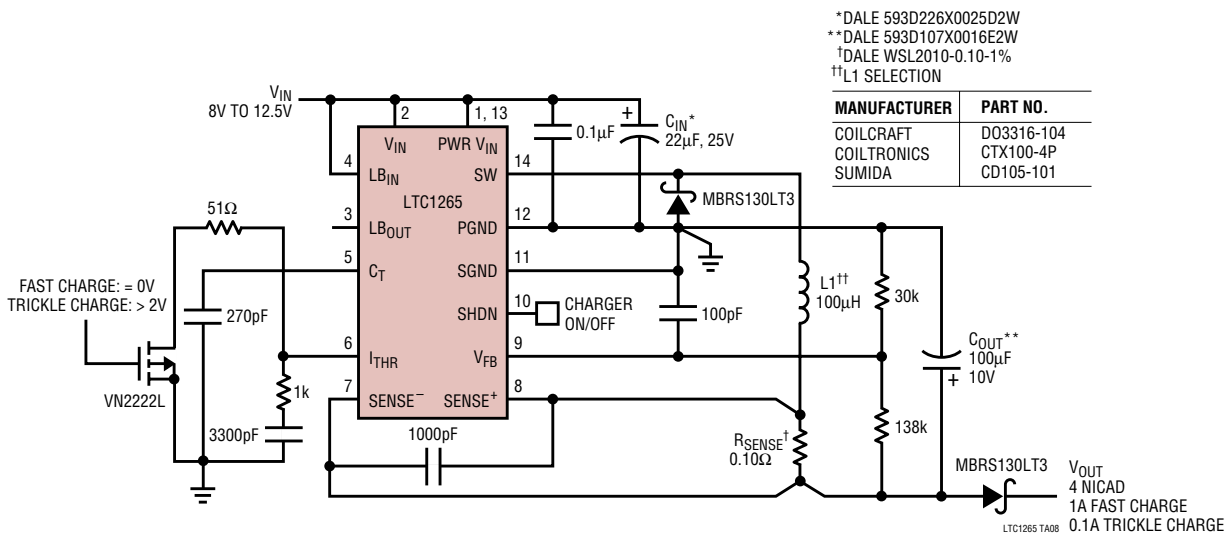 *DALE 593D226X0025D2W
**DALE 593D107X0016E2W
†DALE WSL2010-0.10-1%
††L1 SELECTION
MANUFACTURER PART NO.
COILCRAFT DO3316-104
COILTRONICS CTX100-4P
SUMIDA CD105-101
VIN
8V TO 12.5V
2
1, 13
VIN
PWR VIN
0.1µF
+
CIN*
22µF, 25V
4
LBIN
SW
14
LTC1265
MBRS130LT3
51Ω
3
LBOUT
PGND
12
5
CT
SGND
11
FAST CHARGE: = 0V
TRICKLE CHARGE: > 2V
270pF
SHDN
10
CHARGER
ON/OFF
100pF
L1††
100µH
30k
6
ITHR
VFB
9
COUT**
100µF
10V
+
VN2222L
1k
7
SENSE−
SENSE+
8
3300pF
1000pF
RSENSE†
0.10Ω
138k
MBRS130LT3
VOUT
4 NICAD
1A FAST CHARGE
0.1A TRICKLE CHARGE
LTC1265 TA08